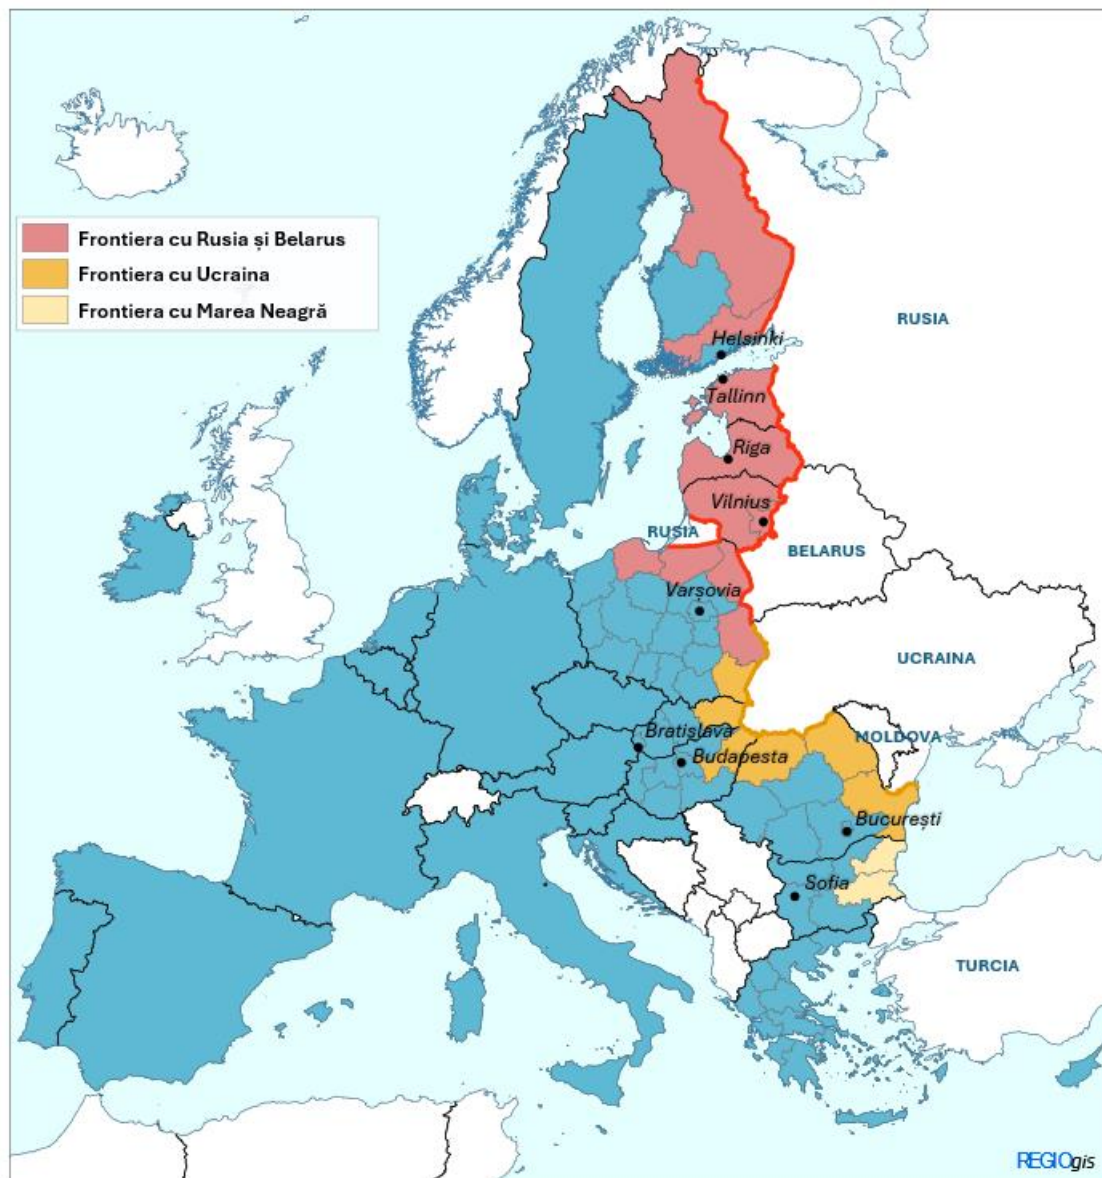 Frontiera cu Rusia și Belarus
Frontiera cu Ucraina
Frontiera cu Marea Neagră
RUSIA
Helsinki
Tallinn
Riga
Vilnius
RUSIA
BELARUS
Varșovia
UCRAINA
Bratislava
MOLDOVA
Budapesta
București
Sofia
TURCIA
REGIOgis